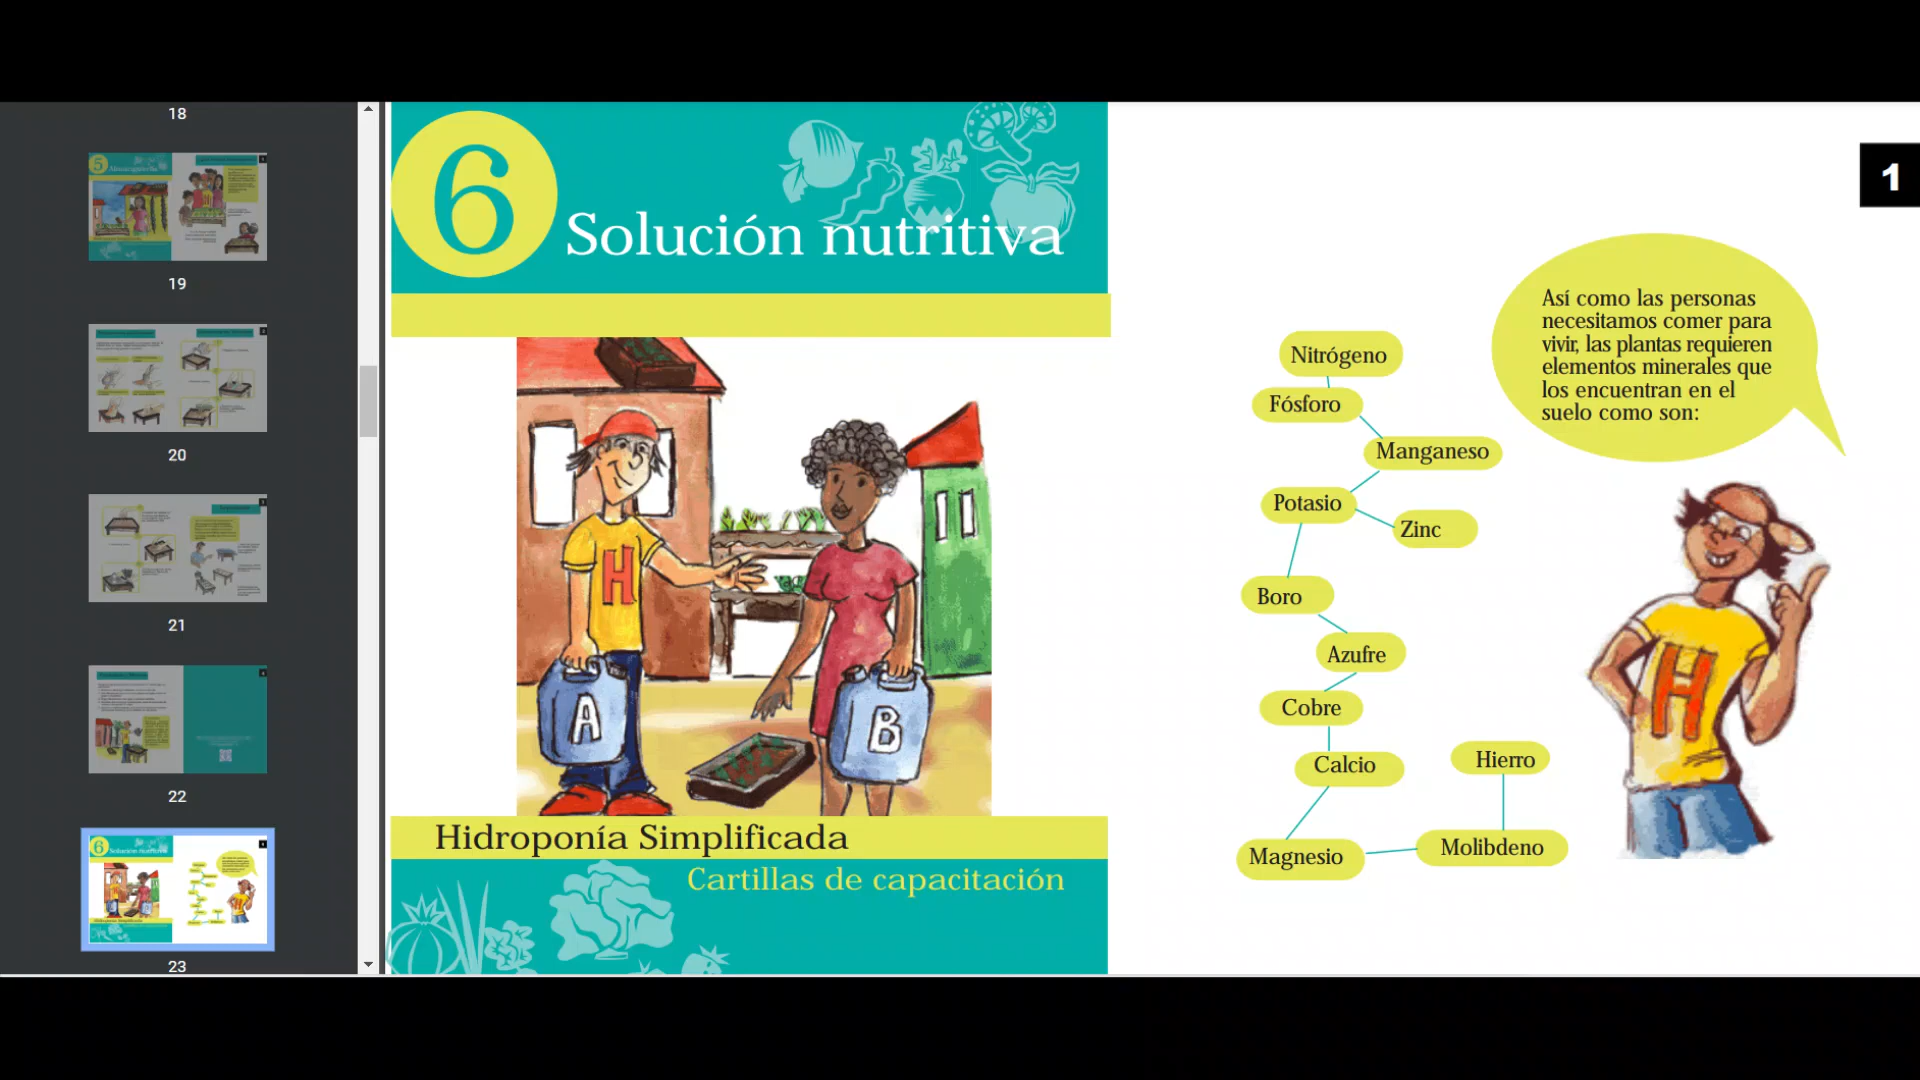 18
5
19
20
21
22
6
23
6
Solución nutritiva
H
A
B
Hidroponía Simplificada
Cartillas de capacitación
1
Así como las personas
necesitamos comer para
vivir, las plantas requieren
elementos minerales que
los encuentran en el
suelo como son:
Nitrógeno
Fósforo
Manganeso
Potasio
Zinc
Boro
Azufre
Cobre
Calcio
Hierro
Magnesio
Molibdeno
H